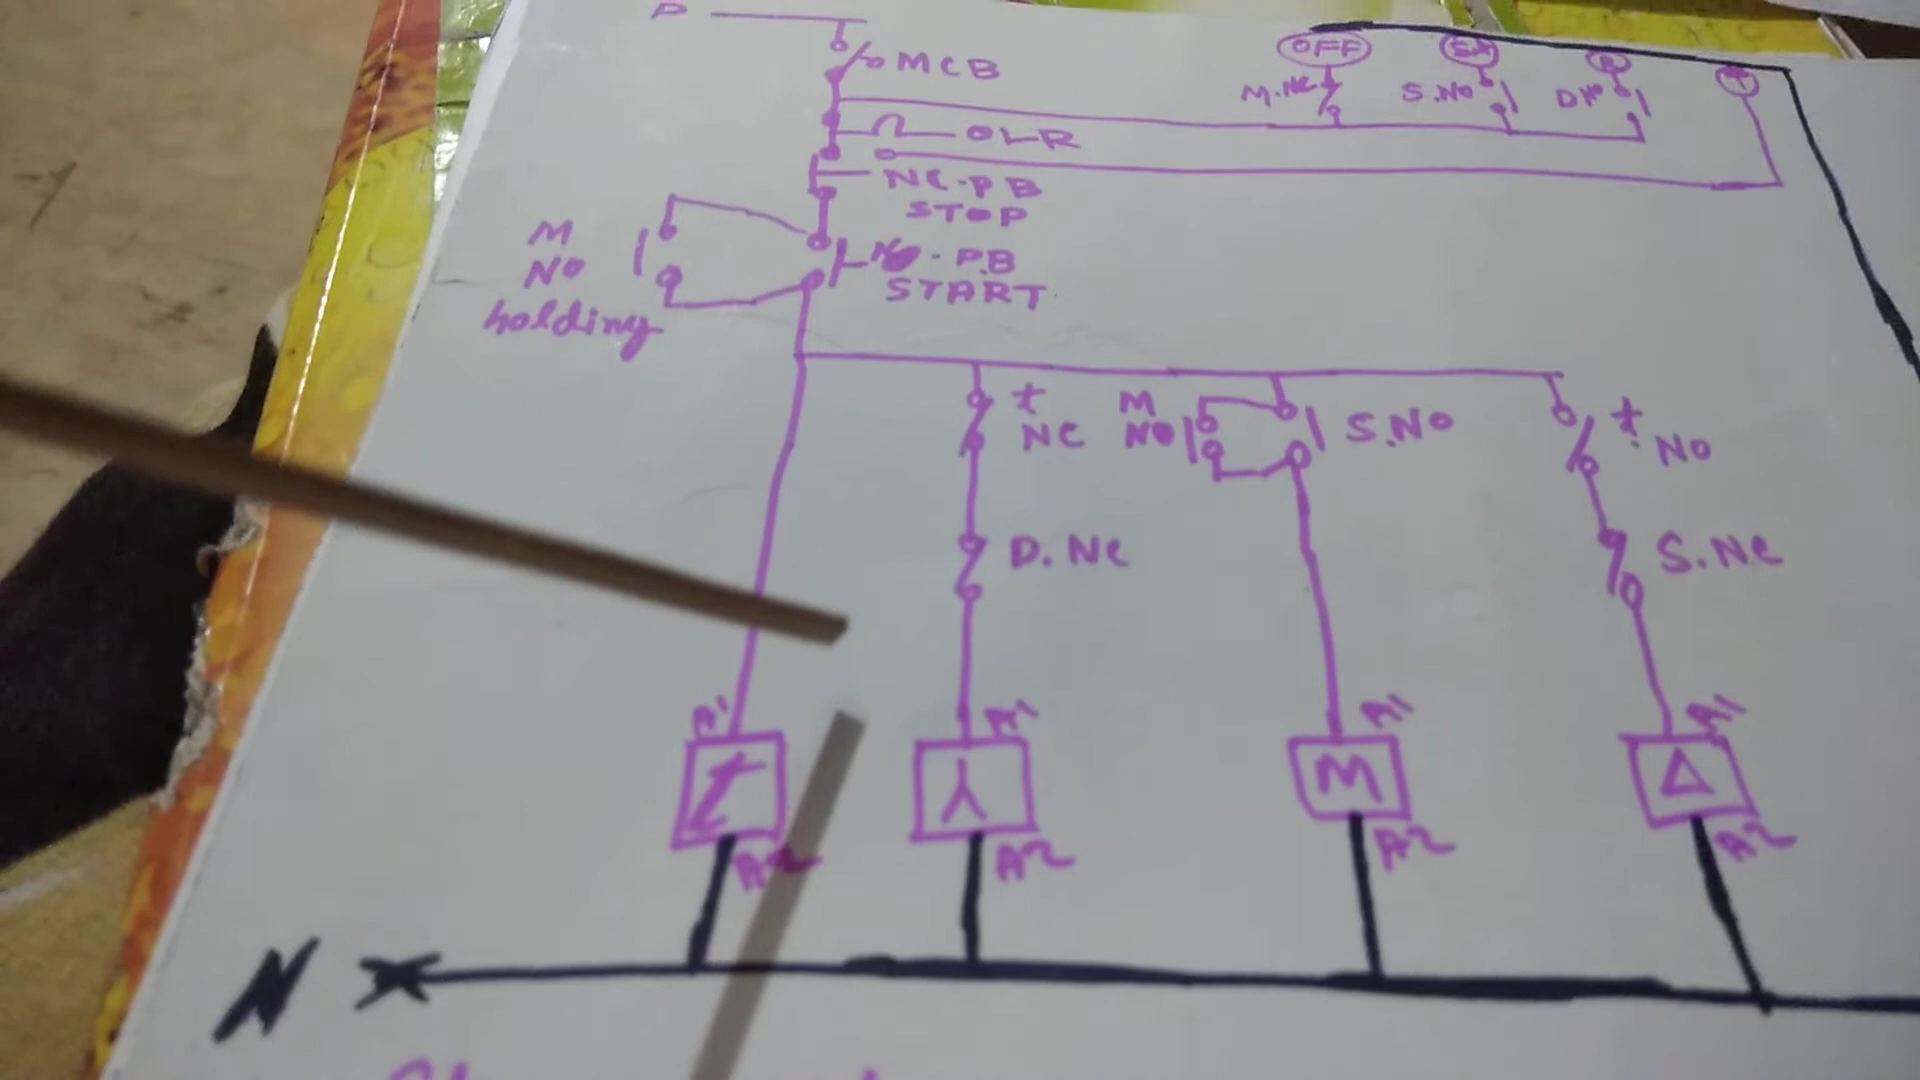 P
MCB
OFF
M.NC
S.NO
D NO
OLR
NC-PB
STOP
M
NO
holding
NO-P.B
START
t
NC
M
NO
S.NO
t
NO
D.NC
S.NC
A1
A1
A1
A1
t
人
M
Δ
A2
A2
A2
A2
N